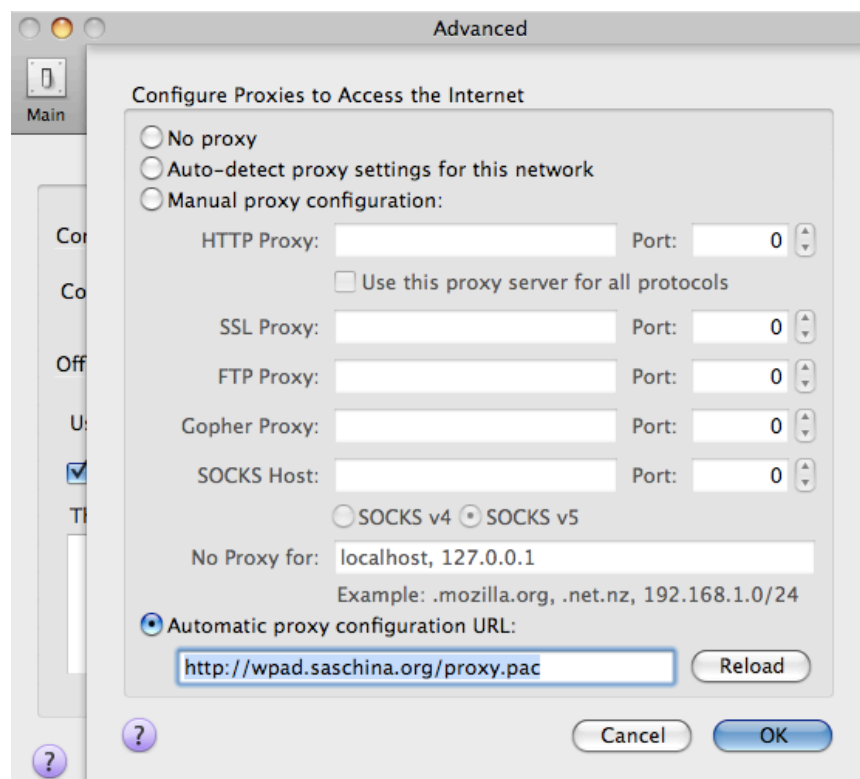 Advanced
Main
Configure Proxies to Access the Internet
No proxy
Auto-detect proxy settings for this network
Manual proxy configuration:
HTTP Proxy: Port: 0
Use this proxy server for all protocols
SSL Proxy: Port: 0
FTP Proxy: Port: 0
Gopher Proxy: Port: 0
SOCKS Host: Port: 0
SOCKS v4 SOCKS v5
No Proxy for: localhost, 127.0.0.1
Example: .mozilla.org, .net.nz, 192.168.1.0/24
Automatic proxy configuration URL:
http://wpad.saschina.org/proxy.pac Reload
? Cancel OK
?